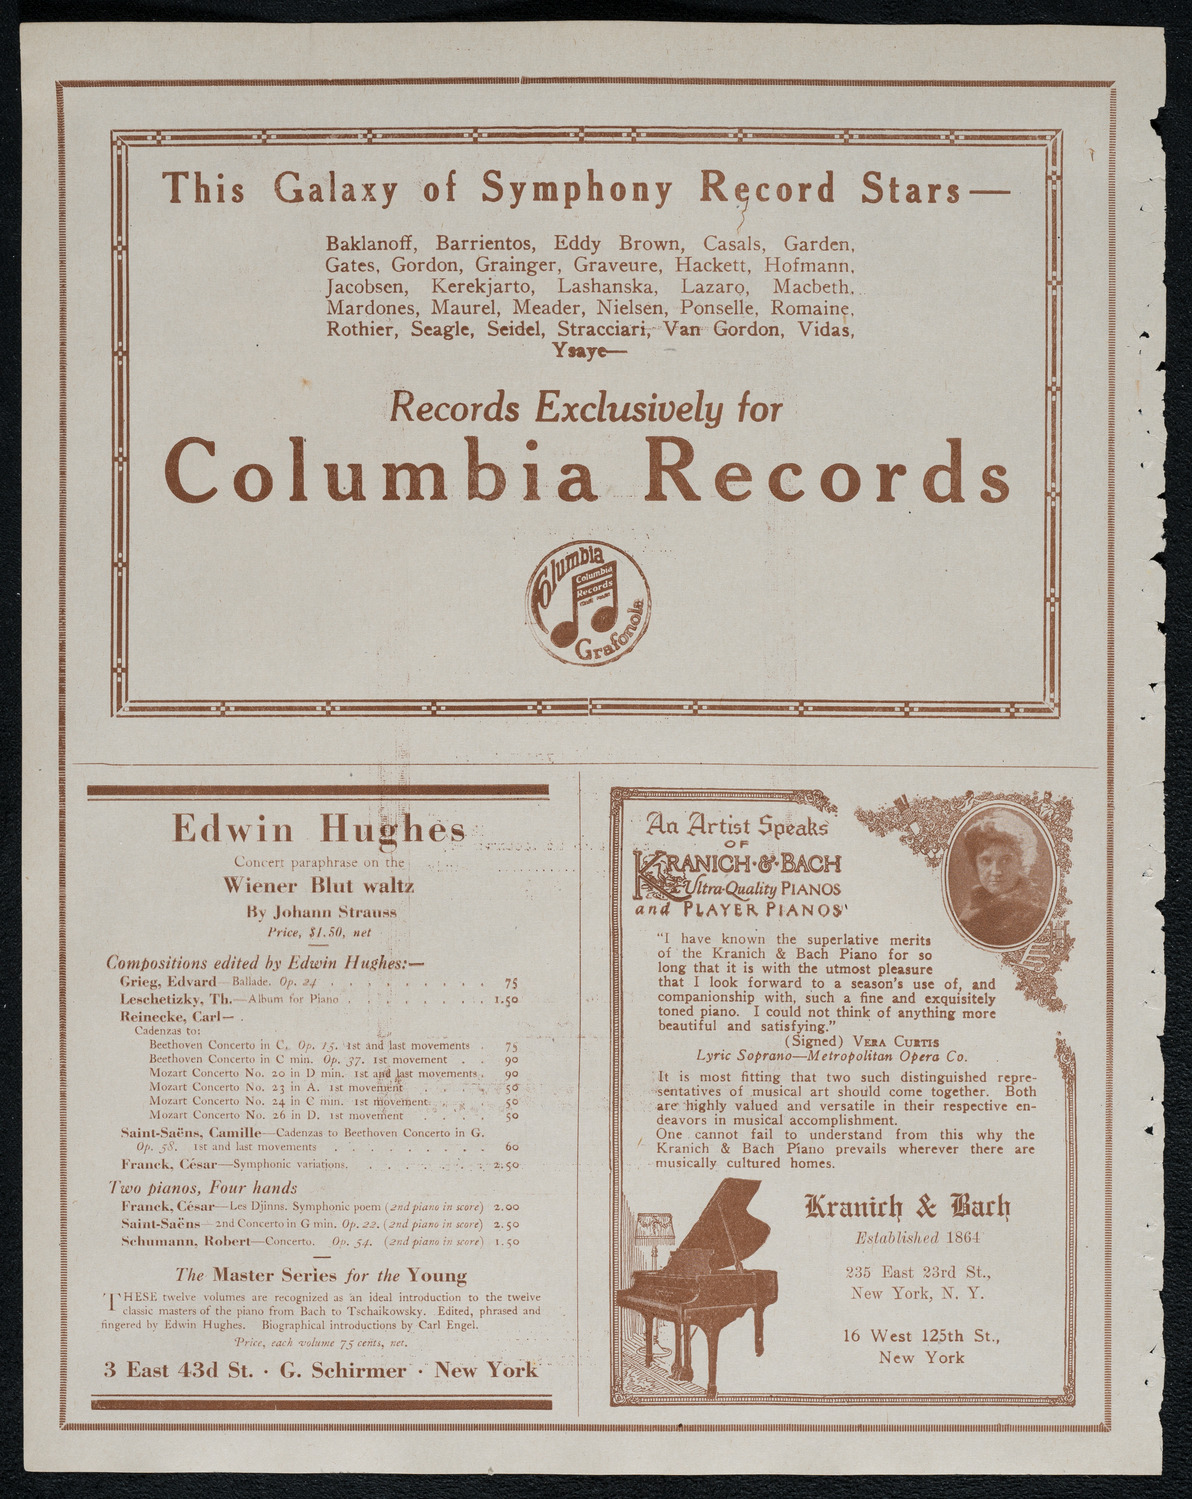 This Galaxy of Symphony Record Stars—
Baklanoff, Barrientos, Eddy Brown, Casals, Garden,
Gates, Gordon, Grainger, Graveure, Hackett, Hofmann,
Jacobsen, Kerekjarto, Lashanska, Lazaro, Macbeth,
Mardones, Maurel, Meader, Nielsen, Ponselle, Romaine,
Rothier, Seagle, Seidel, Stracciari, Van Gordon, Vidas,
Ysaye—
Records Exclusively for
Columbia Records
Columbia
Columbia
Records
Grafonola
Edwin Hughes
Concert paraphrase on the
Wiener Blut waltz
By Johann Strauss
Price, $1.50, net
Compositions edited by Edwin Hughes:—
Grieg, Edvard—Ballade. Op. 24 . . . . . . . 75
Leschetizky, Th.—Album for Piano . . . . . . 1.50
Reinecke, Carl—
Cadenzas to:
Beethoven Concerto in C, Op. 15. 1st and last movements . 75
Beethoven Concerto in C min. Op. 37. 1st movement . . 90
Mozart Concerto No. 20 in D min. 1st and last movements . 90
Mozart Concerto No. 23 in A. 1st movement . . . 50
Mozart Concerto No. 24 in C min. 1st movement . . . 50
Mozart Concerto No. 26 in D. 1st movement . . . 50
Saint-Saëns, Camille—Cadenzas to Beethoven Concerto in G.
Op. 58. 1st and last movements . . . . . . . . 60
Franck, César—Symphonic variations. . . . . . . 2.50
Two pianos, Four hands
Franck, César—Les Djinns. Symphonic poem (2nd piano in score) 2.00
Saint-Saëns—2nd Concerto in G min. Op. 22. (2nd piano in score) 2.50
Schumann, Robert—Concerto. Op. 54. (2nd piano in score) 1.50
The Master Series for the Young
THESE twelve volumes are recognized as an ideal introduction to the twelve
classic masters of the piano from Bach to Tschaikowsky. Edited, phrased and
fingered by Edwin Hughes. Biographical introductions by Carl Engel.
Price, each volume 75 cents, net.
3 East 43d St. · G. Schirmer · New York
An Artist Speaks
OF
KRANICH·&·BACH
Ultra-Quality PIANOS
and PLAYER PIANOS
"I have known the superlative merits
of the Kranich & Bach Piano for so
long that it is with the utmost pleasure
that I look forward to a season's use of, and
companionship with, such a fine and exquisitely
toned piano. I could not think of anything more
beautiful and satisfying."
(Signed) VERA CURTIS
Lyric Soprano—Metropolitan Opera Co.
It is most fitting that two such distinguished repre-
sentatives of musical art should come together. Both
are highly valued and versatile in their respective en-
deavors in musical accomplishment.
One cannot fail to understand from this why the
Kranich & Bach Piano prevails wherever there are
musically cultured homes.
Kranich & Bach
Established 1864
235 East 23rd St.,
New York, N. Y.
16 West 125th St.,
New York